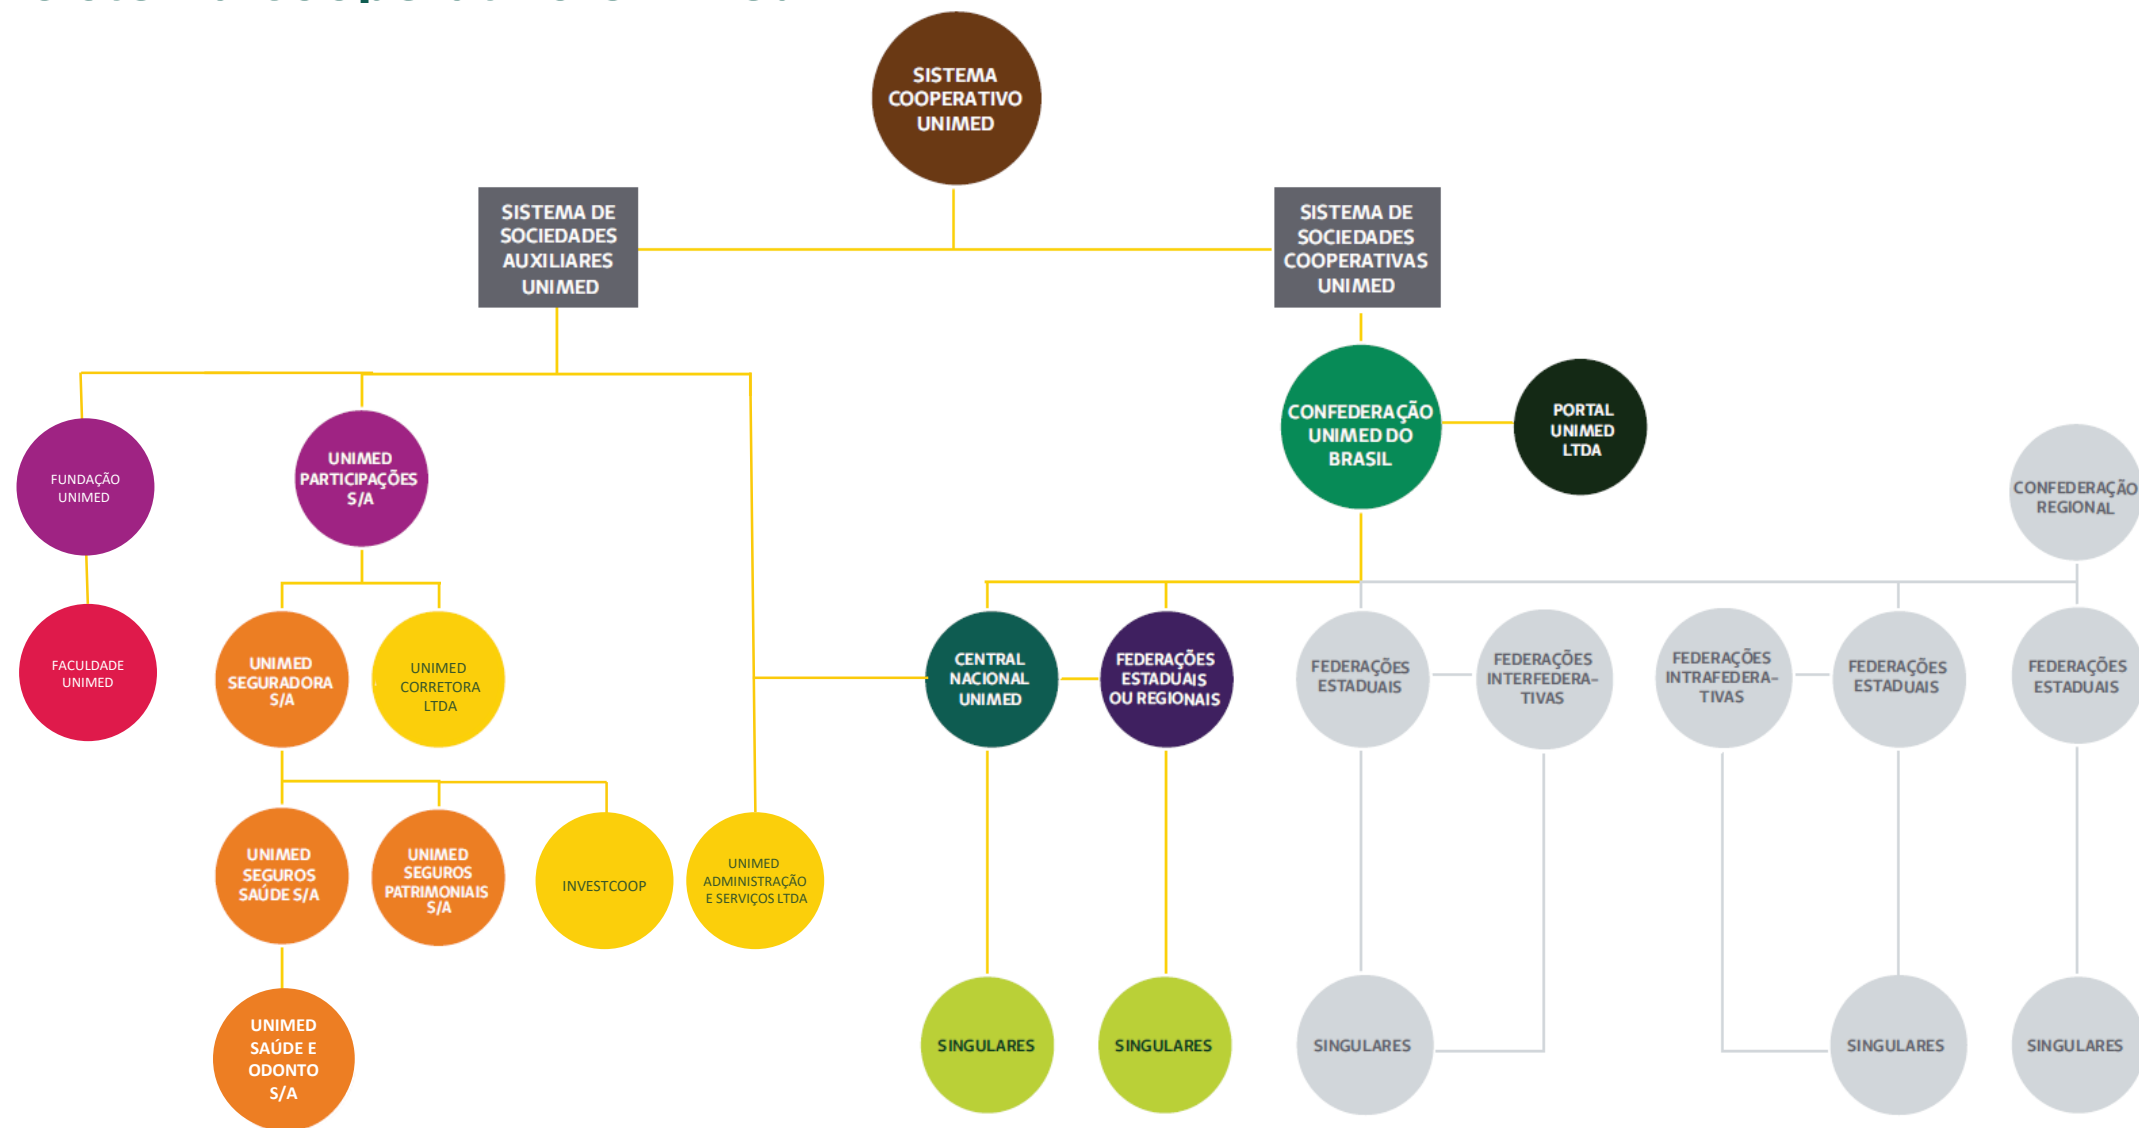 SISTEMA
COOPERATIVO
UNIMED
SISTEMA DE
SOCIEDADES
AUXILIARES
UNIMED
SISTEMA DE
SOCIEDADES
COOPERATIVAS
UNIMED
CONFEDERAÇÃO
UNIMED DO
BRASIL
PORTAL
UNIMED
LTDA
FUNDAÇÃO
UNIMED
UNIMED
PARTICIPAÇÕES
S/A
CONFEDERAÇÃO
REGIONAL
FACULDADE
UNIMED
UNIMED
SEGURADORA
S/A
UNIMED
CORRETORA
LTDA
CENTRAL
NACIONAL
UNIMED
FEDERAÇÕES
ESTADUAIS
OU REGIONAIS
FEDERAÇÕES
ESTADUAIS
FEDERAÇÕES
INTERFEDERA-
TIVAS
FEDERAÇÕES
INTRAFEDERA-
TIVAS
FEDERAÇÕES
ESTADUAIS
FEDERAÇÕES
ESTADUAIS
UNIMED
SEGUROS
SAÚDE S/A
UNIMED
SEGUROS
PATRIMONIAIS
S/A
INVESTCOOP
UNIMED
ADMINISTRAÇÃO
E SERVIÇOS LTDA
UNIMED
SAÚDE E
ODONTO
S/A
SINGULARES
SINGULARES
SINGULARES
SINGULARES
SINGULARES